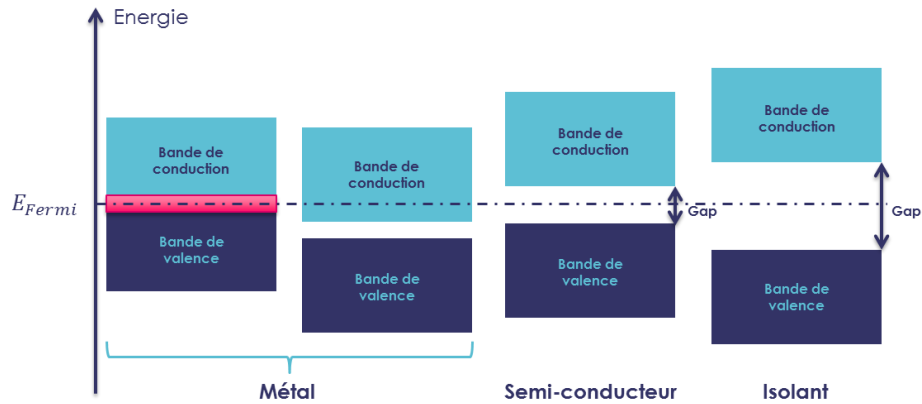 Energie
Bande de
conduction
Bande de
conduction
Bande de
conduction
Bande de
conduction
E_Fermi
Gap
Gap
Bande de
valence
Bande de
valence
Bande de
valence
Bande de
valence
Métal
Semi-conducteur
Isolant